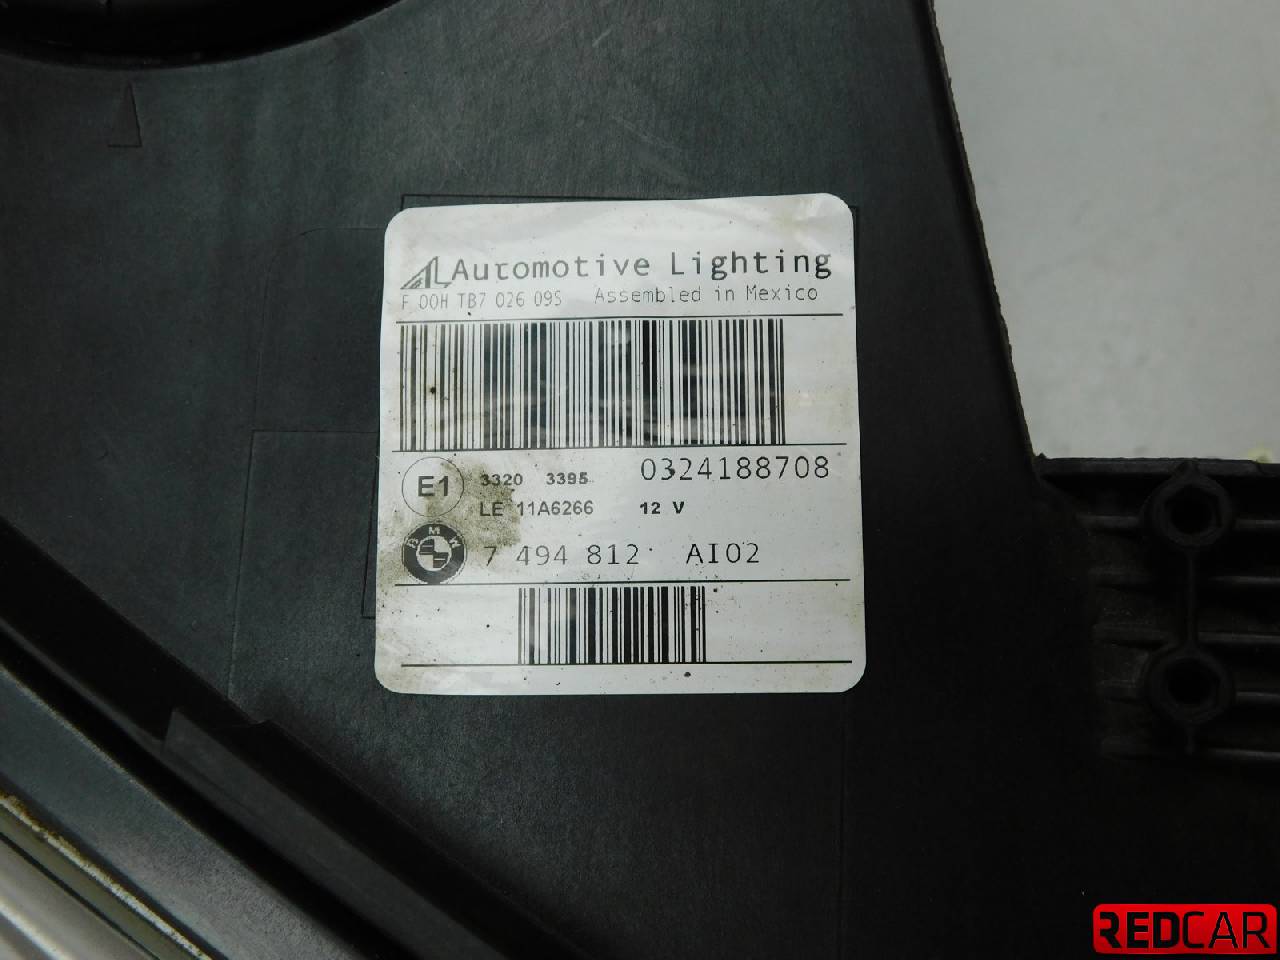 AL Automotive Lighting
F 00H TB7 026 09S Assembled in Mexico
E1 3320 3395 0324188708
LE 11A6266 12 V
BMW 7 494 812 AI02
REDCAR